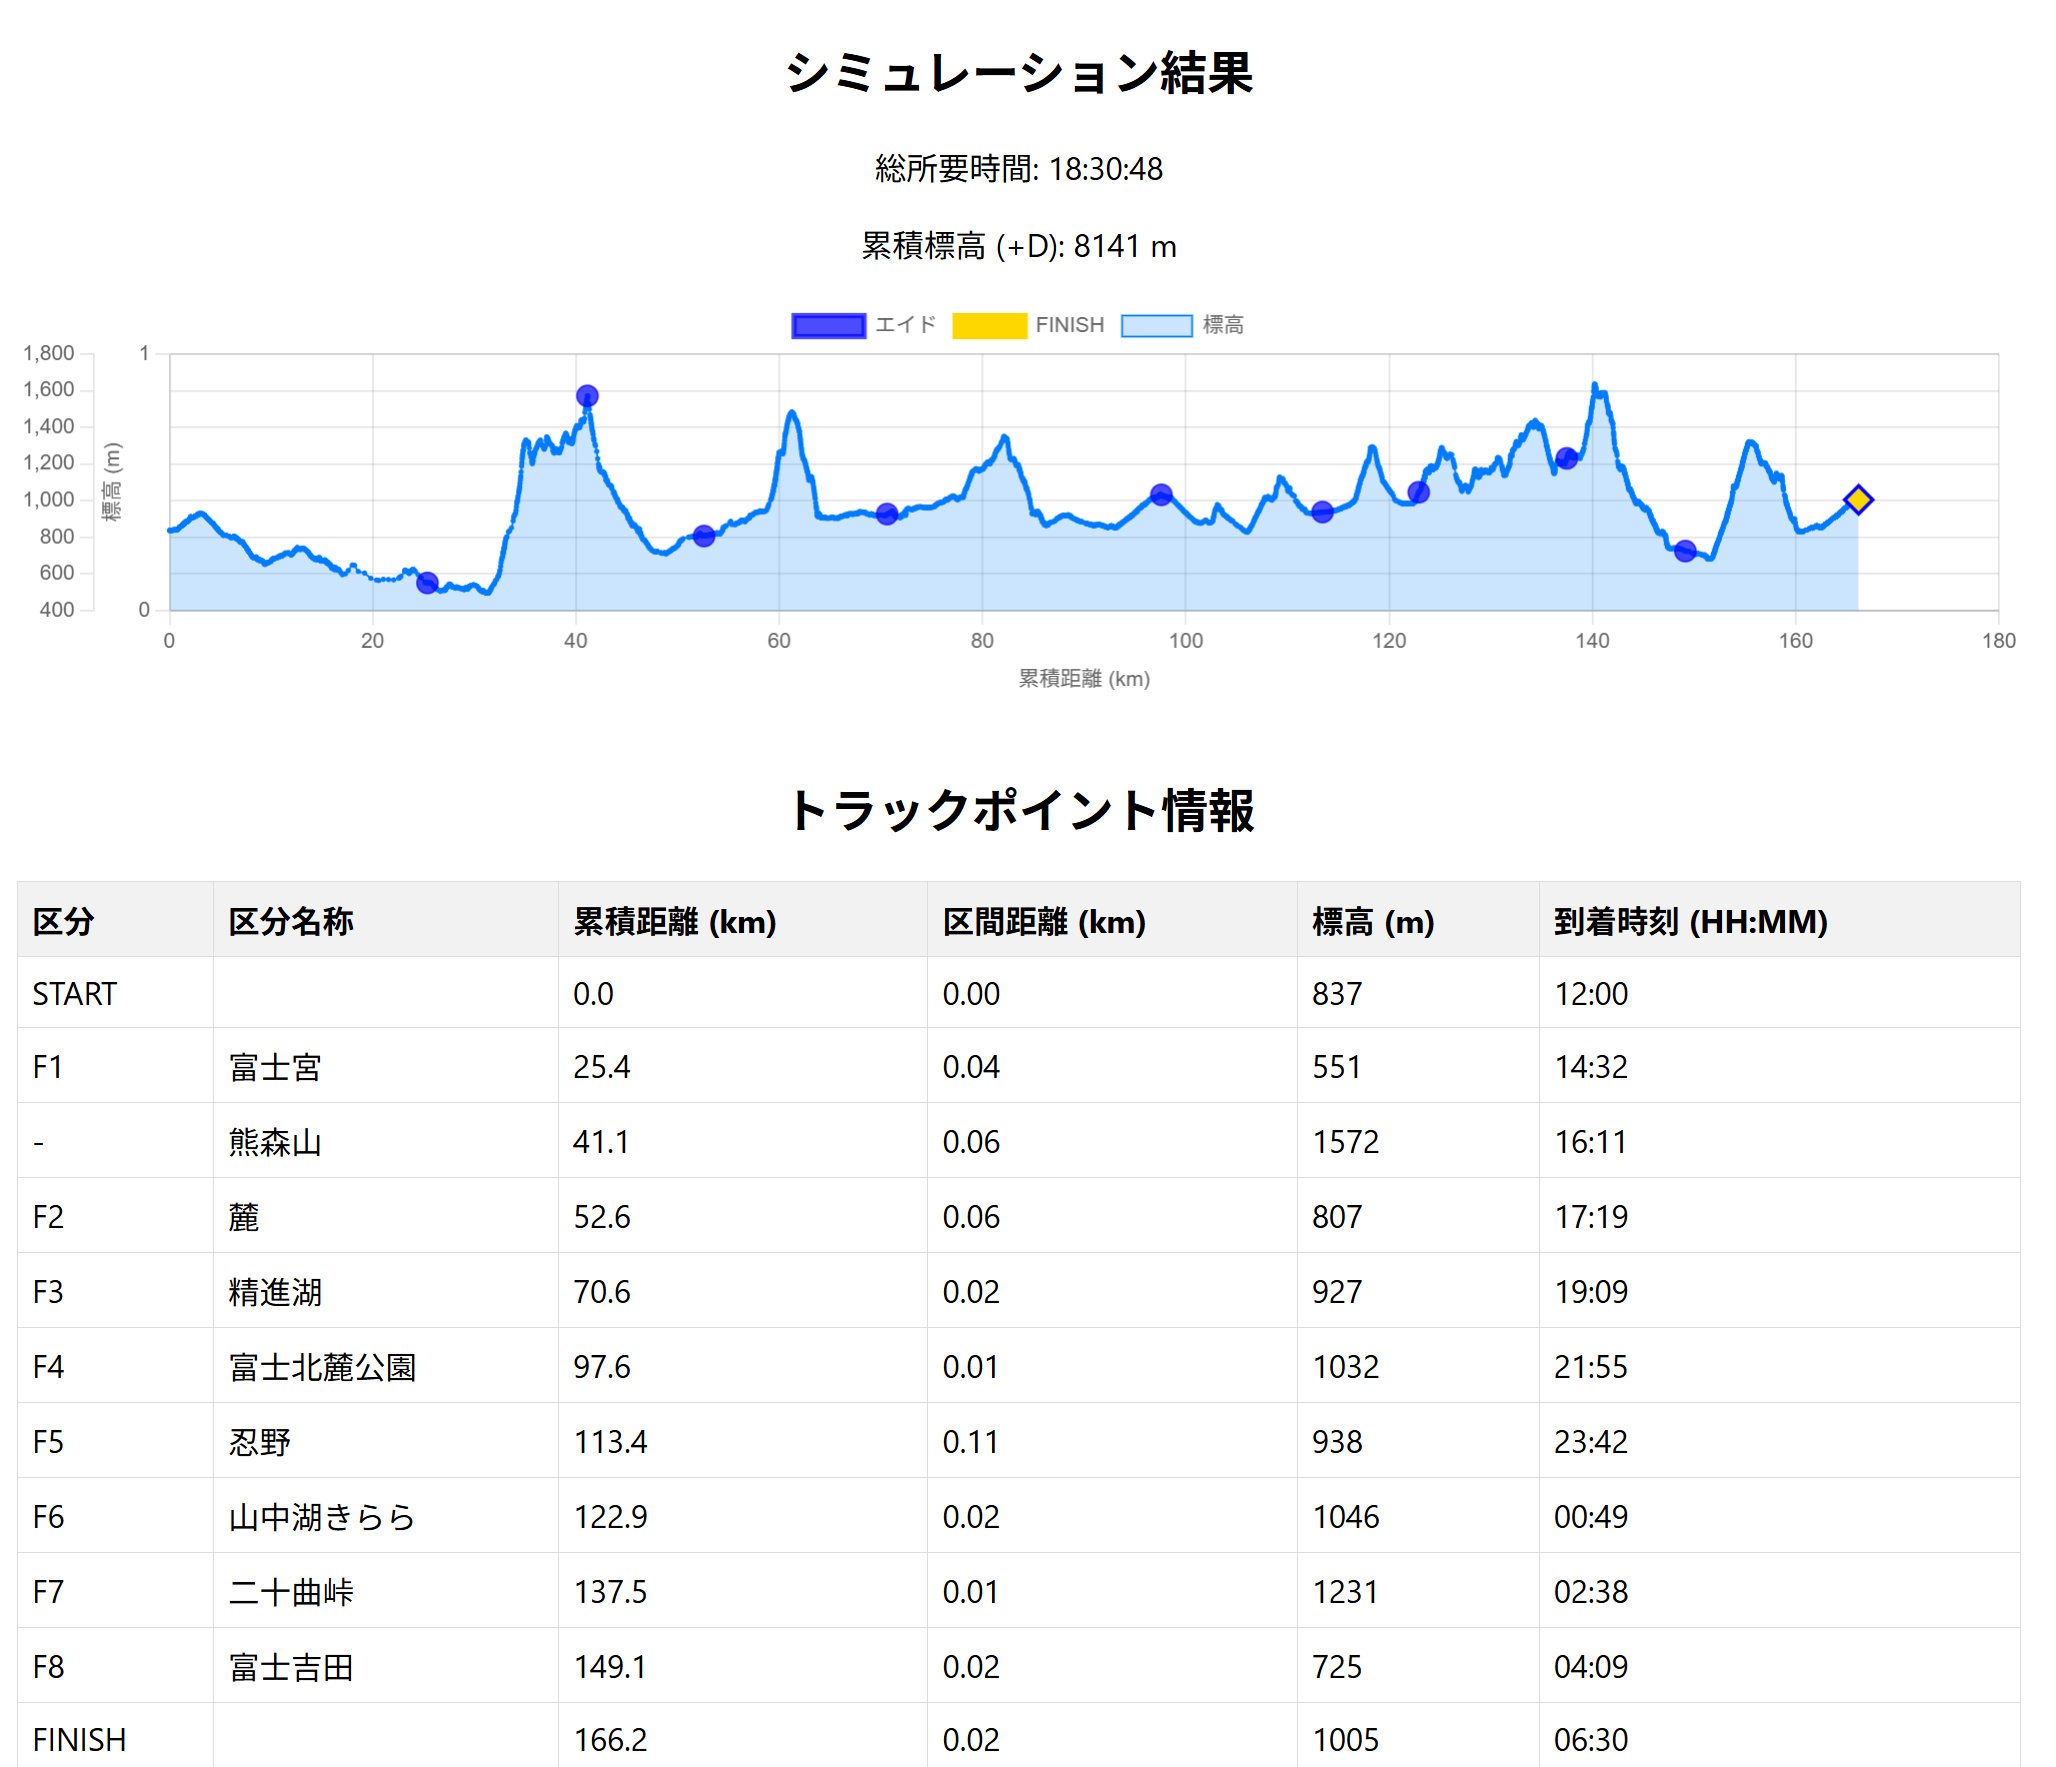 シミュレーション結果
総所要時間: 18:30:48
累積標高 (+D): 8141 m
エイド FINISH 標高
1,800 1
1,600
1,400
1,200
1,000
800
600
400 0
標高 (m)
0 20 40 60 80 100 120 140 160 180
累積距離 (km)
トラックポイント情報
区分 区分名称 累積距離 (km) 区間距離 (km) 標高 (m) 到着時刻 (HH:MM)
START 0.0 0.00 837 12:00
F1 富士宮 25.4 0.04 551 14:32
- 熊森山 41.1 0.06 1572 16:11
F2 麓 52.6 0.06 807 17:19
F3 精進湖 70.6 0.02 927 19:09
F4 富士北麓公園 97.6 0.01 1032 21:55
F5 忍野 113.4 0.11 938 23:42
F6 山中湖きらら 122.9 0.02 1046 00:49
F7 二十曲峠 137.5 0.01 1231 02:38
F8 富士吉田 149.1 0.02 725 04:09
FINISH 166.2 0.02 1005 06:30